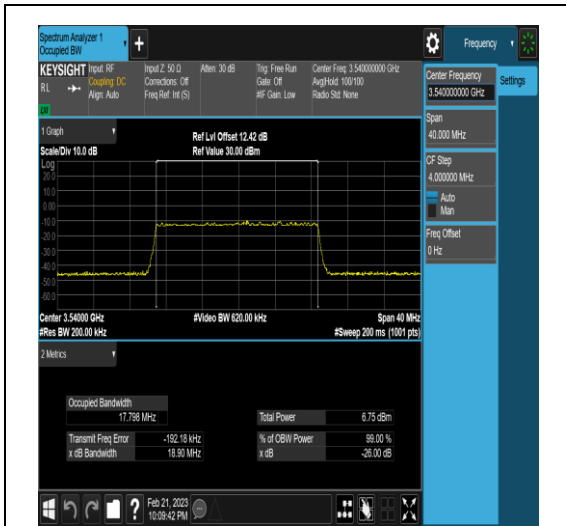 Spectrum Analyzer 1
Occupied BW
+
Frequency
KEYSIGHT
RL
Input: RF
Coupling: DC
Align: Auto
Input Z: 50 Ω
Corrections: Off
Freq Ref: Int (S)
Atten: 30 dB
Trig: Free Run
Gate: Off
#IF Gain: Low
Center Freq: 3.540000000 GHz
Avg|Hold: 100/100
Radio Std: None
Center Frequency
3.540000000 GHz
Settings
Span
40.000 MHz
CF Step
4.000000 MHz
Auto
Man
Freq Offset
0 Hz
1 Graph
Scale/Div 10.0 dB
Ref Lvl Offset 12.42 dB
Ref Value 30.00 dBm
Log
20.0
10.0
0.00
-10.0
-20.0
-30.0
-40.0
-50.0
-60.0
Center 3.54000 GHz
#Video BW 620.00 kHz
Span 40 MHz
#Res BW 200.00 kHz
#Sweep 200 ms (1001 pts)
2 Metrics
Occupied Bandwidth
17.798 MHz
Total Power 6.75 dBm
Transmit Freq Error -192.18 kHz
% of OBW Power 99.00 %
x dB Bandwidth 18.90 MHz
x dB -26.00 dB
?
Feb 21, 2023
10:09:42 PM